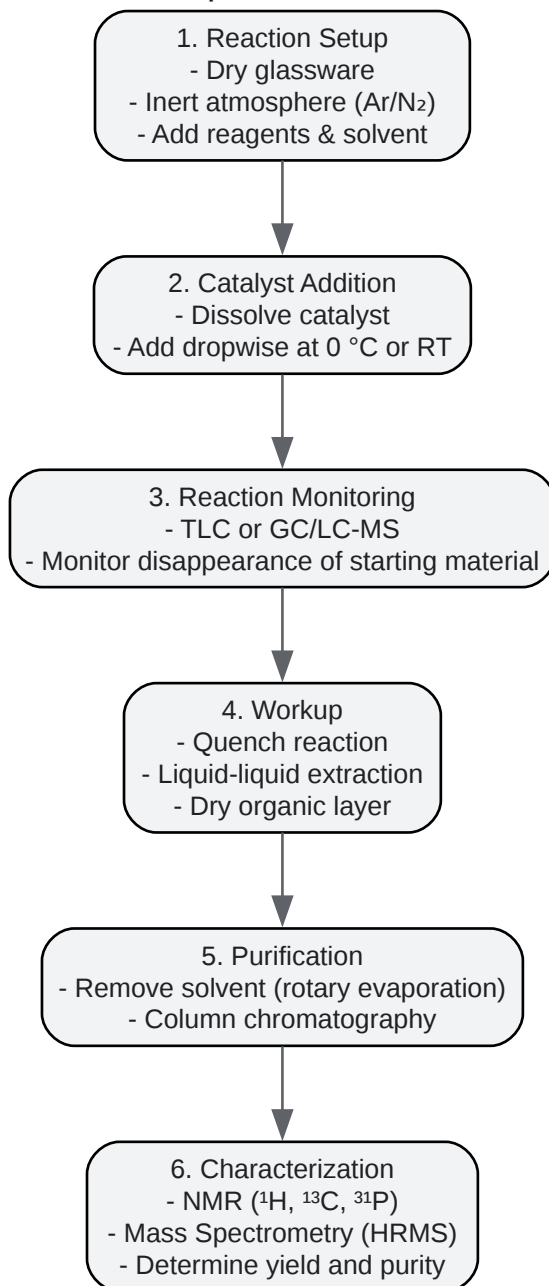 1. Reaction Setup
- Dry glassware
- Inert atmosphere (Ar/N₂)
- Add reagents & solvent
2. Catalyst Addition
- Dissolve catalyst
- Add dropwise at 0 °C or RT
3. Reaction Monitoring
- TLC or GC/LC-MS
- Monitor disappearance of starting material
4. Workup
- Quench reaction
- Liquid-liquid extraction
- Dry organic layer
5. Purification
- Remove solvent (rotary evaporation)
- Column chromatography
6. Characterization
- NMR (¹H, ¹³C, ³¹P)
- Mass Spectrometry (HRMS)
- Determine yield and purity